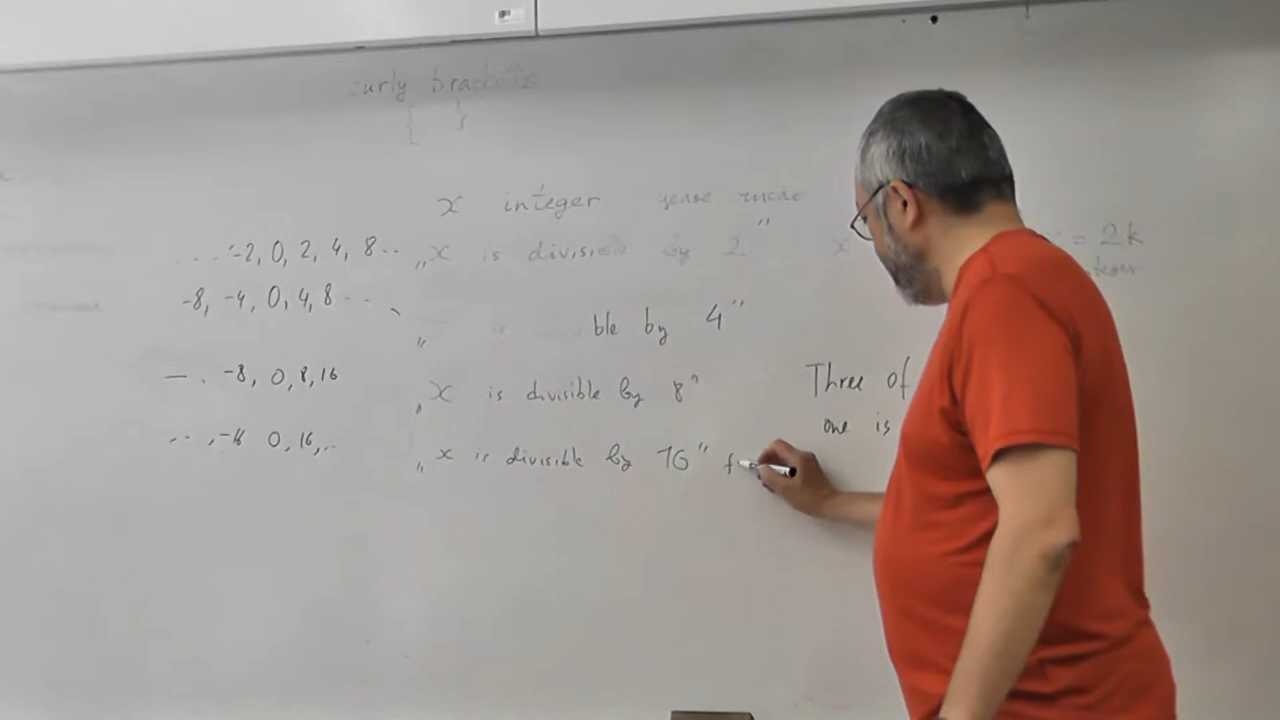 curly brackets
{ }
x integer целое число
... -2, 0, 2, 4, 8.. „x is divisible by 2" x = 2k
-8, -4, 0, 4, 8 ... „ is ble by 4"
— . -8, 0, 8, 16 „x is divisible by 8" Three of
one is
.. , -16 0, 16, .. „x is divisible by 16" f